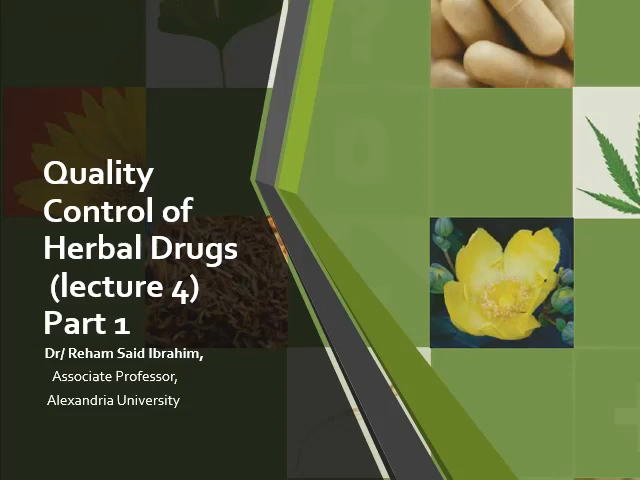 Quality
Control of
Herbal Drugs
(lecture 4)
Part 1
Dr/ Reham Said Ibrahim,
Associate Professor,
Alexandria University